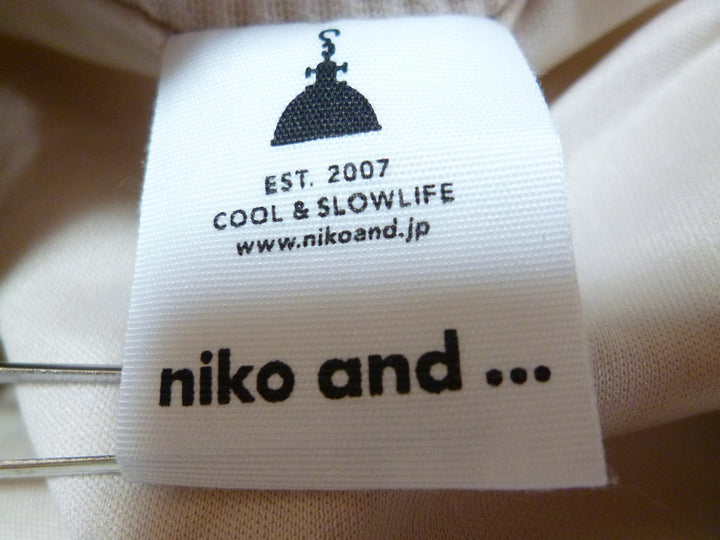 EST. 2007
COOL & SLOWLIFE
www.nikoand.jp
niko and ...